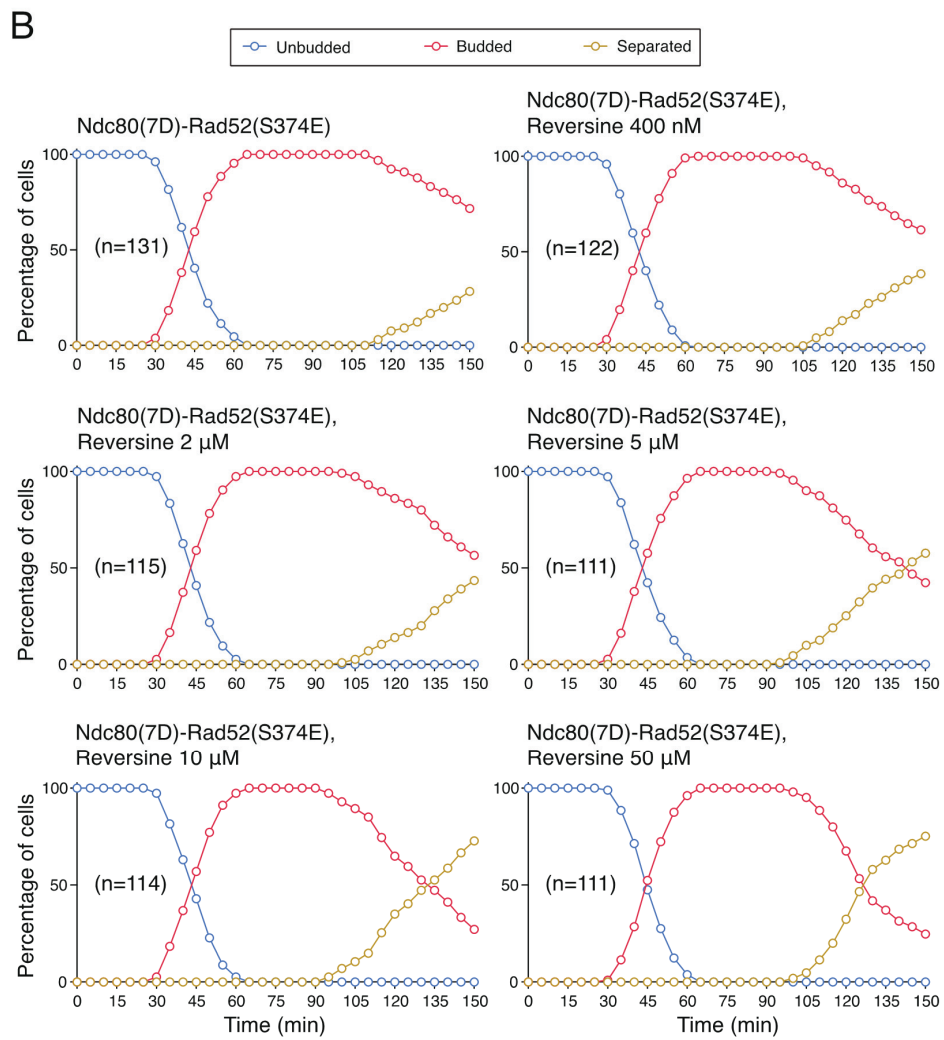 B
Unbudded Budded Separated
Ndc80(7D)-Rad52(S374E)
Percentage of cells
100
50
0
(n=131)
0 15 30 45 60 75 90 105 120 135 150
Ndc80(7D)-Rad52(S374E),
Reversine 400 nM
100
50
0
(n=122)
0 15 30 45 60 75 90 105 120 135 150
Ndc80(7D)-Rad52(S374E),
Reversine 2 µM
Percentage of cells
100
50
0
(n=115)
0 15 30 45 60 75 90 105 120 135 150
Ndc80(7D)-Rad52(S374E),
Reversine 5 µM
100
50
0
(n=111)
0 15 30 45 60 75 90 105 120 135 150
Ndc80(7D)-Rad52(S374E),
Reversine 10 µM
Percentage of cells
100
50
0
(n=114)
0 15 30 45 60 75 90 105 120 135 150
Time (min)
Ndc80(7D)-Rad52(S374E),
Reversine 50 µM
100
50
0
(n=111)
0 15 30 45 60 75 90 105 120 135 150
Time (min)